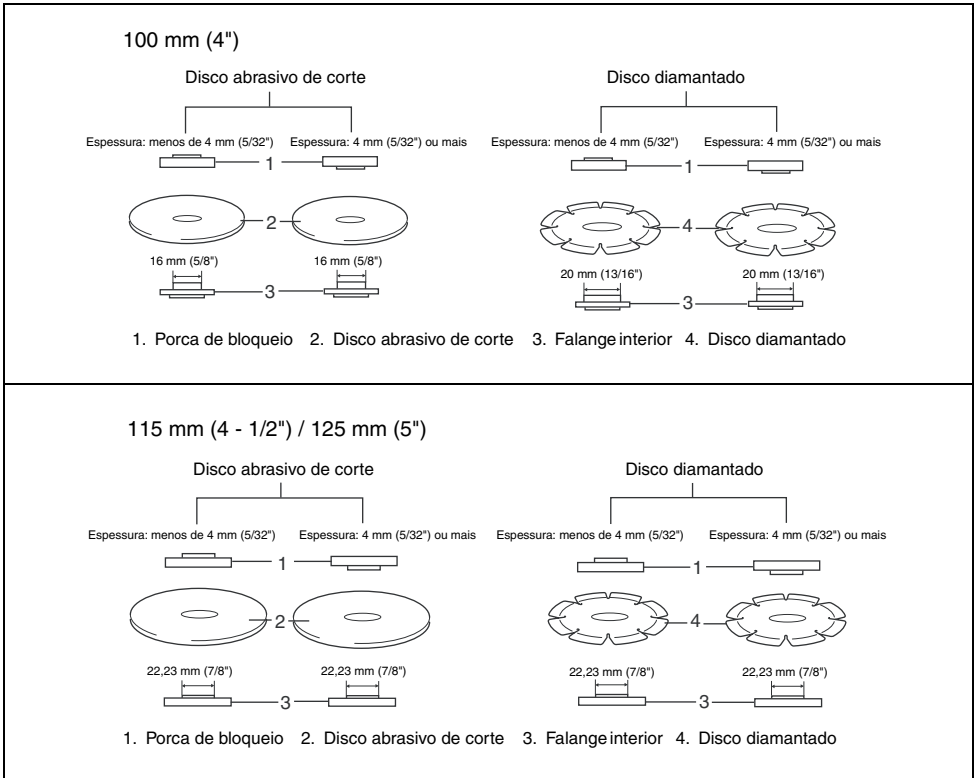 100 mm (4")
Disco abrasivo de corte
Disco diamantado
Espessura: menos de 4 mm (5/32") Espessura: 4 mm (5/32") ou mais
Espessura: menos de 4 mm (5/32") Espessura: 4 mm (5/32") ou mais
1
1
2
4
16 mm (5/8") 16 mm (5/8")
20 mm (13/16") 20 mm (13/16")
3
3
1. Porca de bloqueio 2. Disco abrasivo de corte 3. Falange interior 4. Disco diamantado
115 mm (4 - 1/2") / 125 mm (5")
Disco abrasivo de corte
Disco diamantado
Espessura: menos de 4 mm (5/32") Espessura: 4 mm (5/32") ou mais
Espessura: menos de 4 mm (5/32") Espessura: 4 mm (5/32") ou mais
1
1
2
4
22,23 mm (7/8") 22,23 mm (7/8")
22,23 mm (7/8") 22,23 mm (7/8")
3
3
1. Porca de bloqueio 2. Disco abrasivo de corte 3. Falange interior 4. Disco diamantado